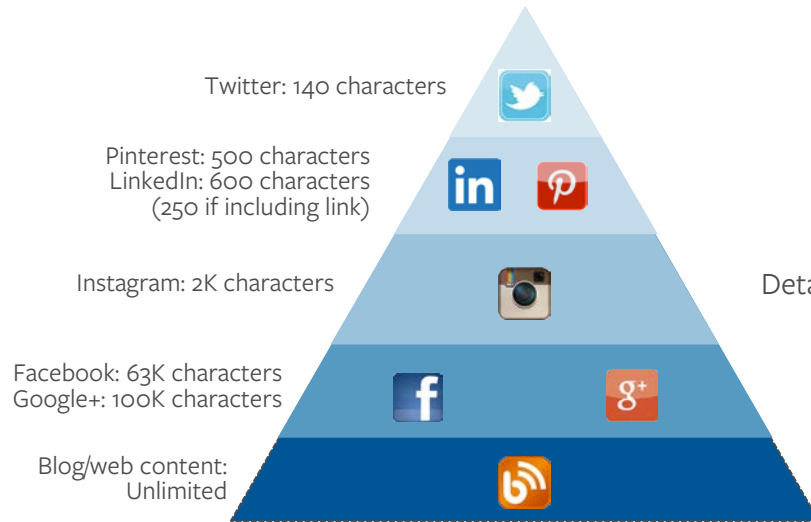 Twitter: 140 characters
Pinterest: 500 characters
LinkedIn: 600 characters
(250 if including link)
in
Instagram: 2K characters
Facebook: 63K characters
Google+: 100K characters
f
g+
Blog/web content:
Unlimited